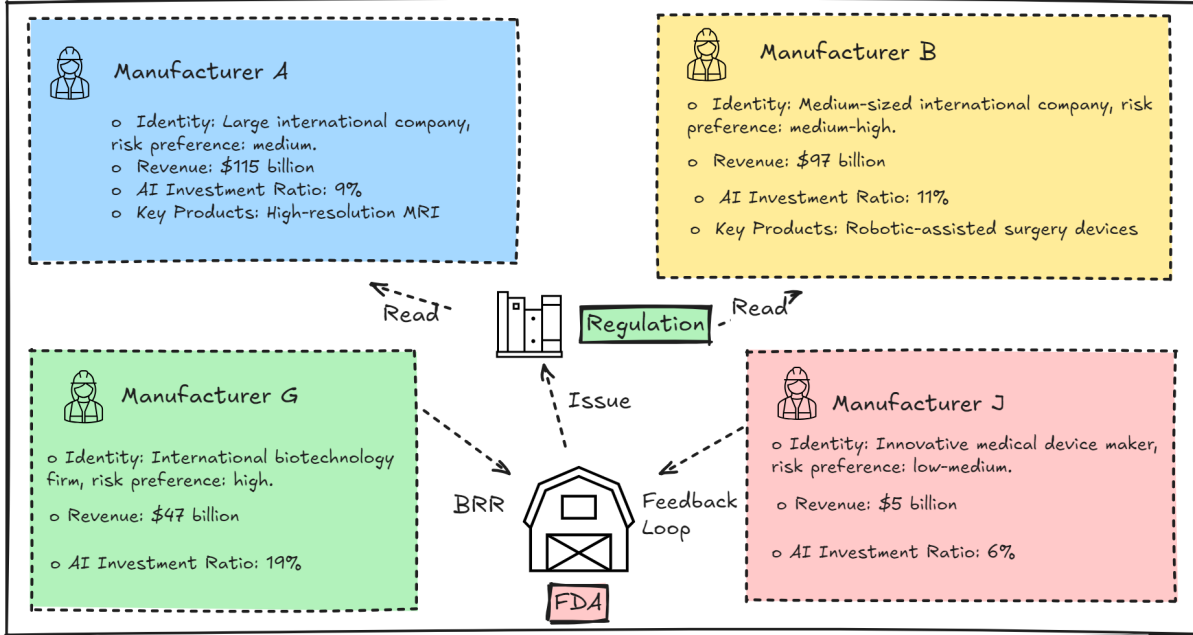 Manufacturer A
o Identity: Large international company,
risk preference: medium.
o Revenue: $115 billion
o AI Investment Ratio: 9%
o Key Products: High-resolution MRI
Manufacturer B
o Identity: Medium-sized international company, risk
preference: medium-high.
o Revenue: $97 billion
o AI Investment Ratio: 11%
o Key Products: Robotic-assisted surgery devices
Read
Regulation
Read
Issue
Manufacturer G
o Identity: International biotechnology
firm, risk preference: high.
o Revenue: $47 billion
o AI Investment Ratio: 19%
BRR
Feedback
Loop
FDA
Manufacturer J
o Identity: Innovative medical device maker,
risk preference: low-medium.
o Revenue: $5 billion
o AI Investment Ratio: 6%